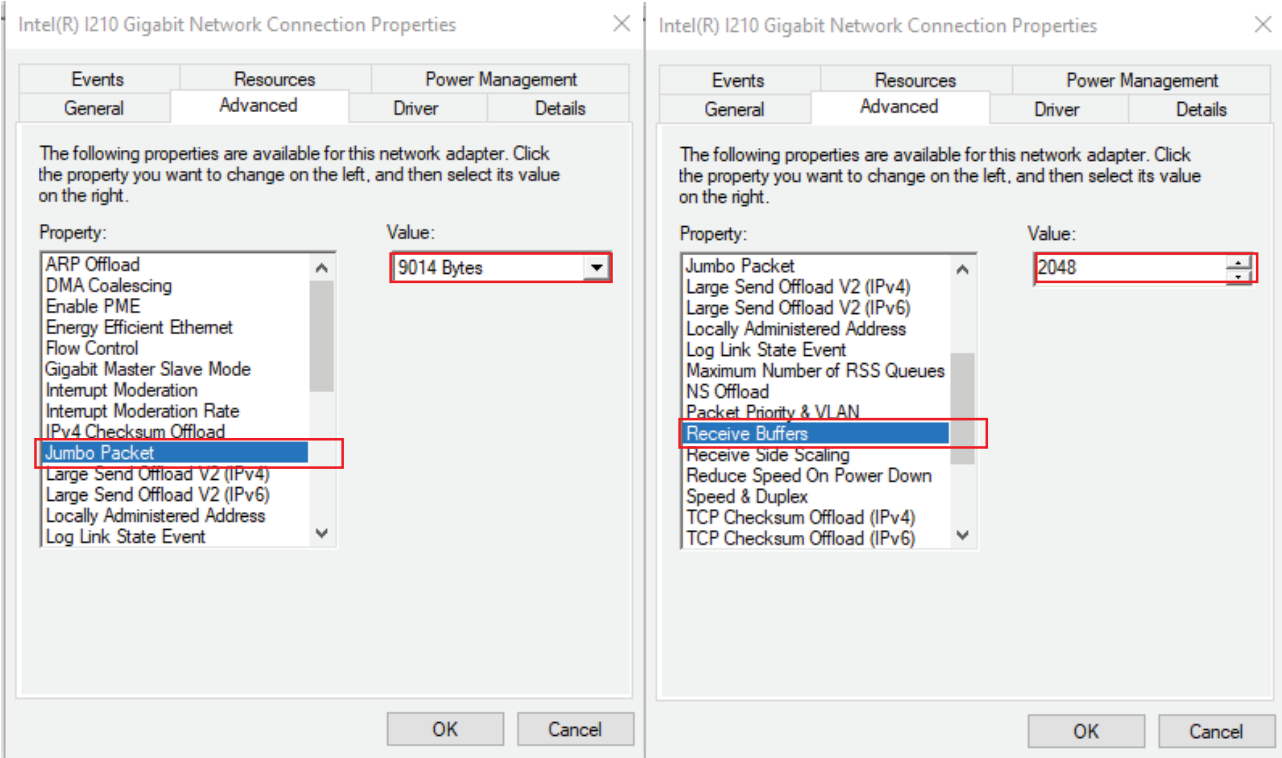 Intel(R) I210 Gigabit Network Connection Properties
Events Resources Power Management
General Advanced Driver Details
The following properties are available for this network adapter. Click
the property you want to change on the left, and then select its value
on the right.
Property: Value:
9014 Bytes
ARP Offload
DMA Coalescing
Enable PME
Energy Efficient Ethernet
Flow Control
Gigabit Master Slave Mode
Interrupt Moderation
Interrupt Moderation Rate
IPv4 Checksum Offload
Jumbo Packet
Large Send Offload V2 (IPv4)
Large Send Offload V2 (IPv6)
Locally Administered Address
Log Link State Event
OK Cancel
Intel(R) I210 Gigabit Network Connection Properties
Events Resources Power Management
General Advanced Driver Details
The following properties are available for this network adapter. Click
the property you want to change on the left, and then select its value
on the right.
Property: Value:
2048
Jumbo Packet
Large Send Offload V2 (IPv4)
Large Send Offload V2 (IPv6)
Locally Administered Address
Log Link State Event
Maximum Number of RSS Queues
NS Offload
Packet Priority & VLAN
Receive Buffers
Receive Side Scaling
Reduce Speed On Power Down
Speed & Duplex
TCP Checksum Offload (IPv4)
TCP Checksum Offload (IPv6)
OK Cancel